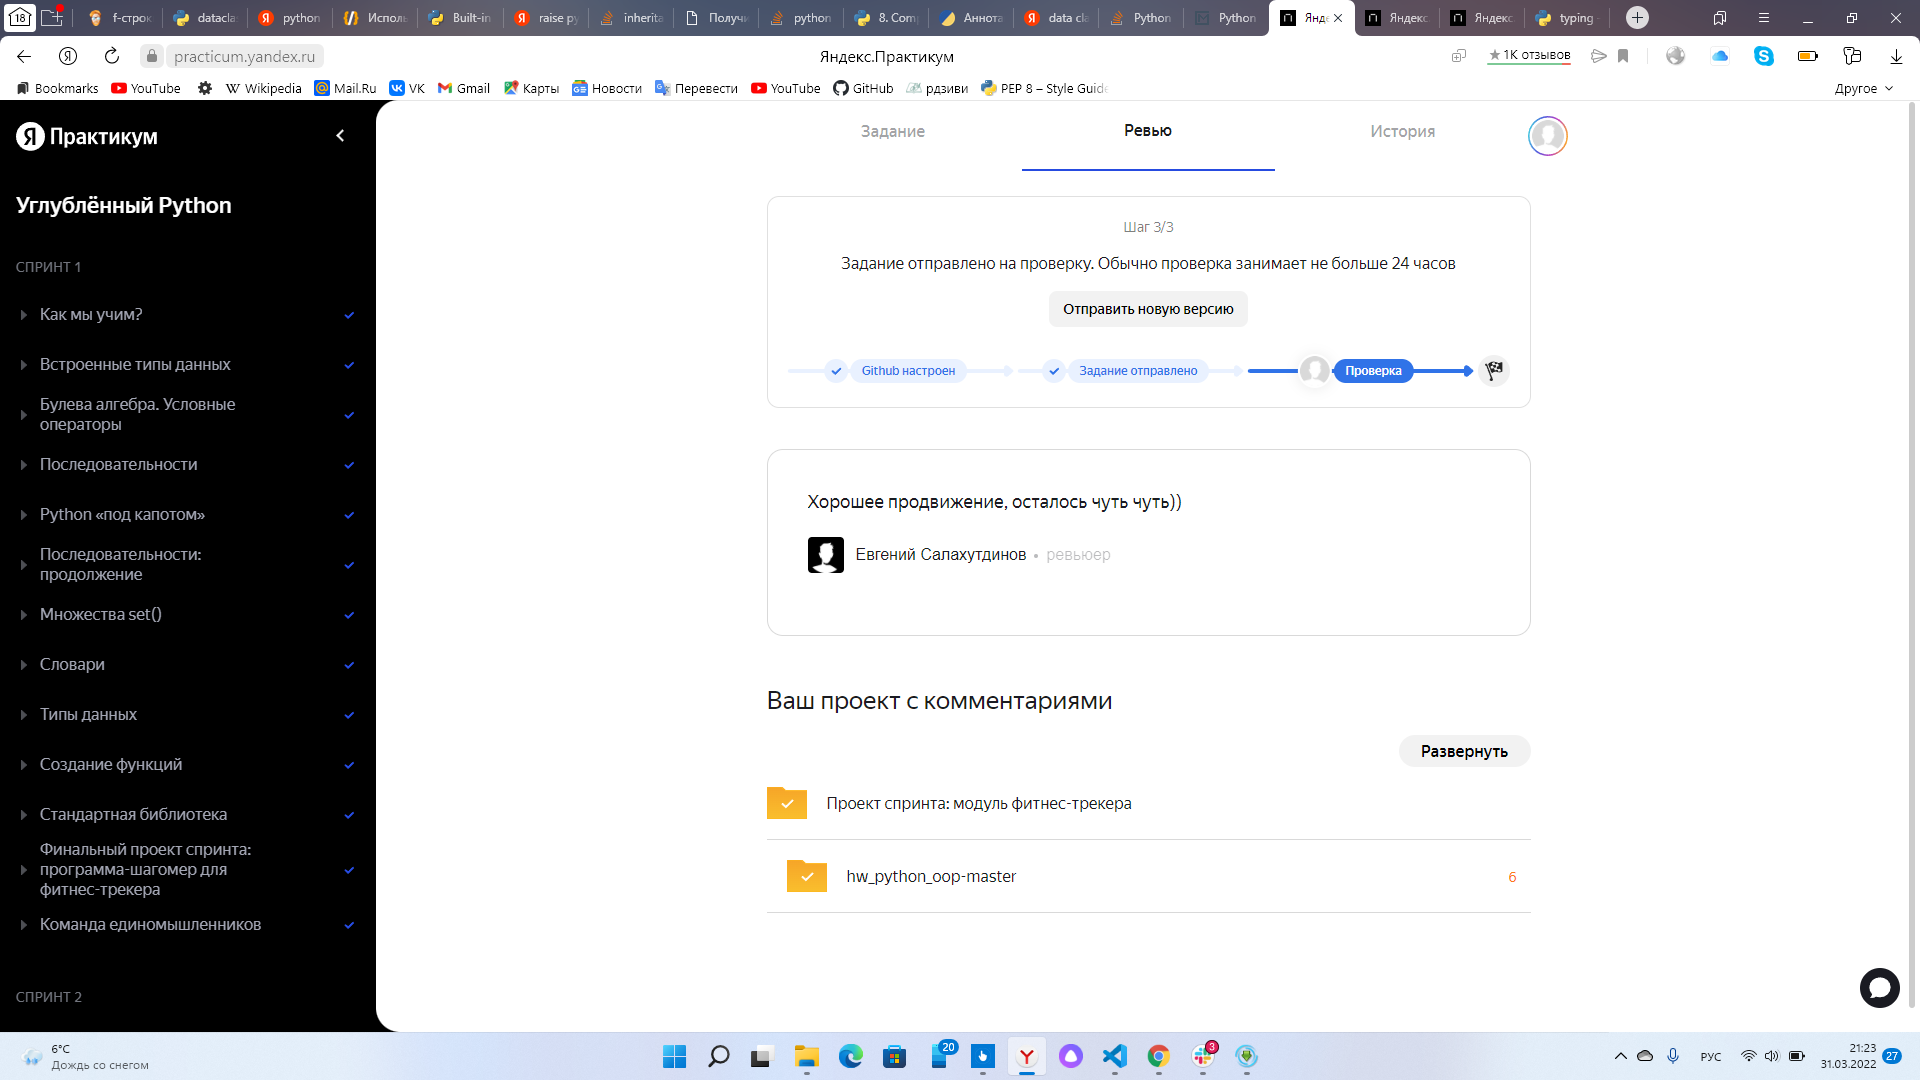 18
f-строк
datacla
python
Исполь
Built-in
raise py
inherita
Получи
python
8. Comp
Аннота
data cla
Python
Python
Янде
Яндекс.
Яндекс.
typing
practicum.yandex.ru
Яндекс.Практикум
1К отзывов
Bookmarks
YouTube
Wikipedia
Mail.Ru
VK
Gmail
Карты
Новости
Перевести
YouTube
GitHub
рдзиви
PEP 8 – Style Guide
Другое
Практикум
Углублённый Python
СПРИНТ 1
Как мы учим?
Встроенные типы данных
Булева алгебра. Условные
операторы
Последовательности
Python «под капотом»
Последовательности:
продолжение
Множества set()
Словари
Типы данных
Создание функций
Стандартная библиотека
Финальный проект спринта:
программа-шагомер для
фитнес-трекера
Команда единомышленников
СПРИНТ 2
Задание
Ревью
История
Шаг 3/3
Задание отправлено на проверку. Обычно проверка занимает не больше 24 часов
Отправить новую версию
Github настроен
Задание отправлено
Проверка
Хорошее продвижение, осталось чуть чуть))
Евгений Салахутдинов • ревьюер
Ваш проект с комментариями
Развернуть
Проект спринта: модуль фитнес-трекера
hw_python_oop-master
6
6°C
Дождь со снегом
20
3
РУС
21:23
31.03.2022
27